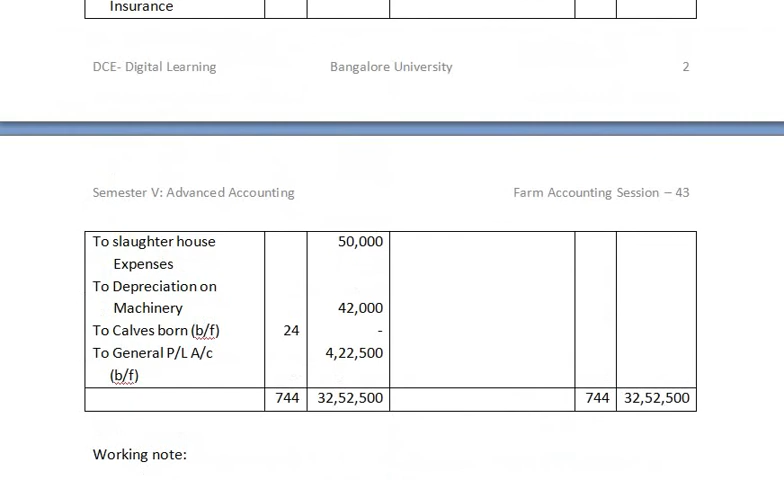 Insurance
DCE- Digital Learning Bangalore University 2
Semester V: Advanced Accounting Farm Accounting Session – 43
To slaughter house 50,000
Expenses
To Depreciation on
Machinery 42,000
To Calves born (b/f) 24 -
To General P/L A/c 4,22,500
(b/f)
744 32,52,500 744 32,52,500
Working note: